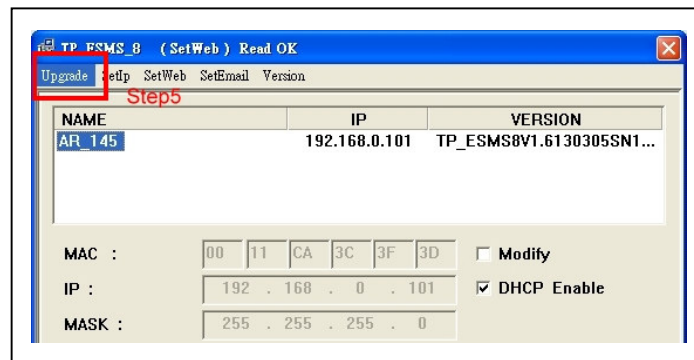 TP_ESMS_8 ( SetWeb ) Read OK
Upgrade SetIp SetWeb SetEmail Version
Step5
NAME IP VERSION
AR_145 192.168.0.101 TP_ESMS8V1.6130305SN1...
MAC : 00 11 CA 3C 3F 3D Modify
IP : 192 . 168 . 0 . 101 DHCP Enable
MASK : 255 . 255 . 255 . 0